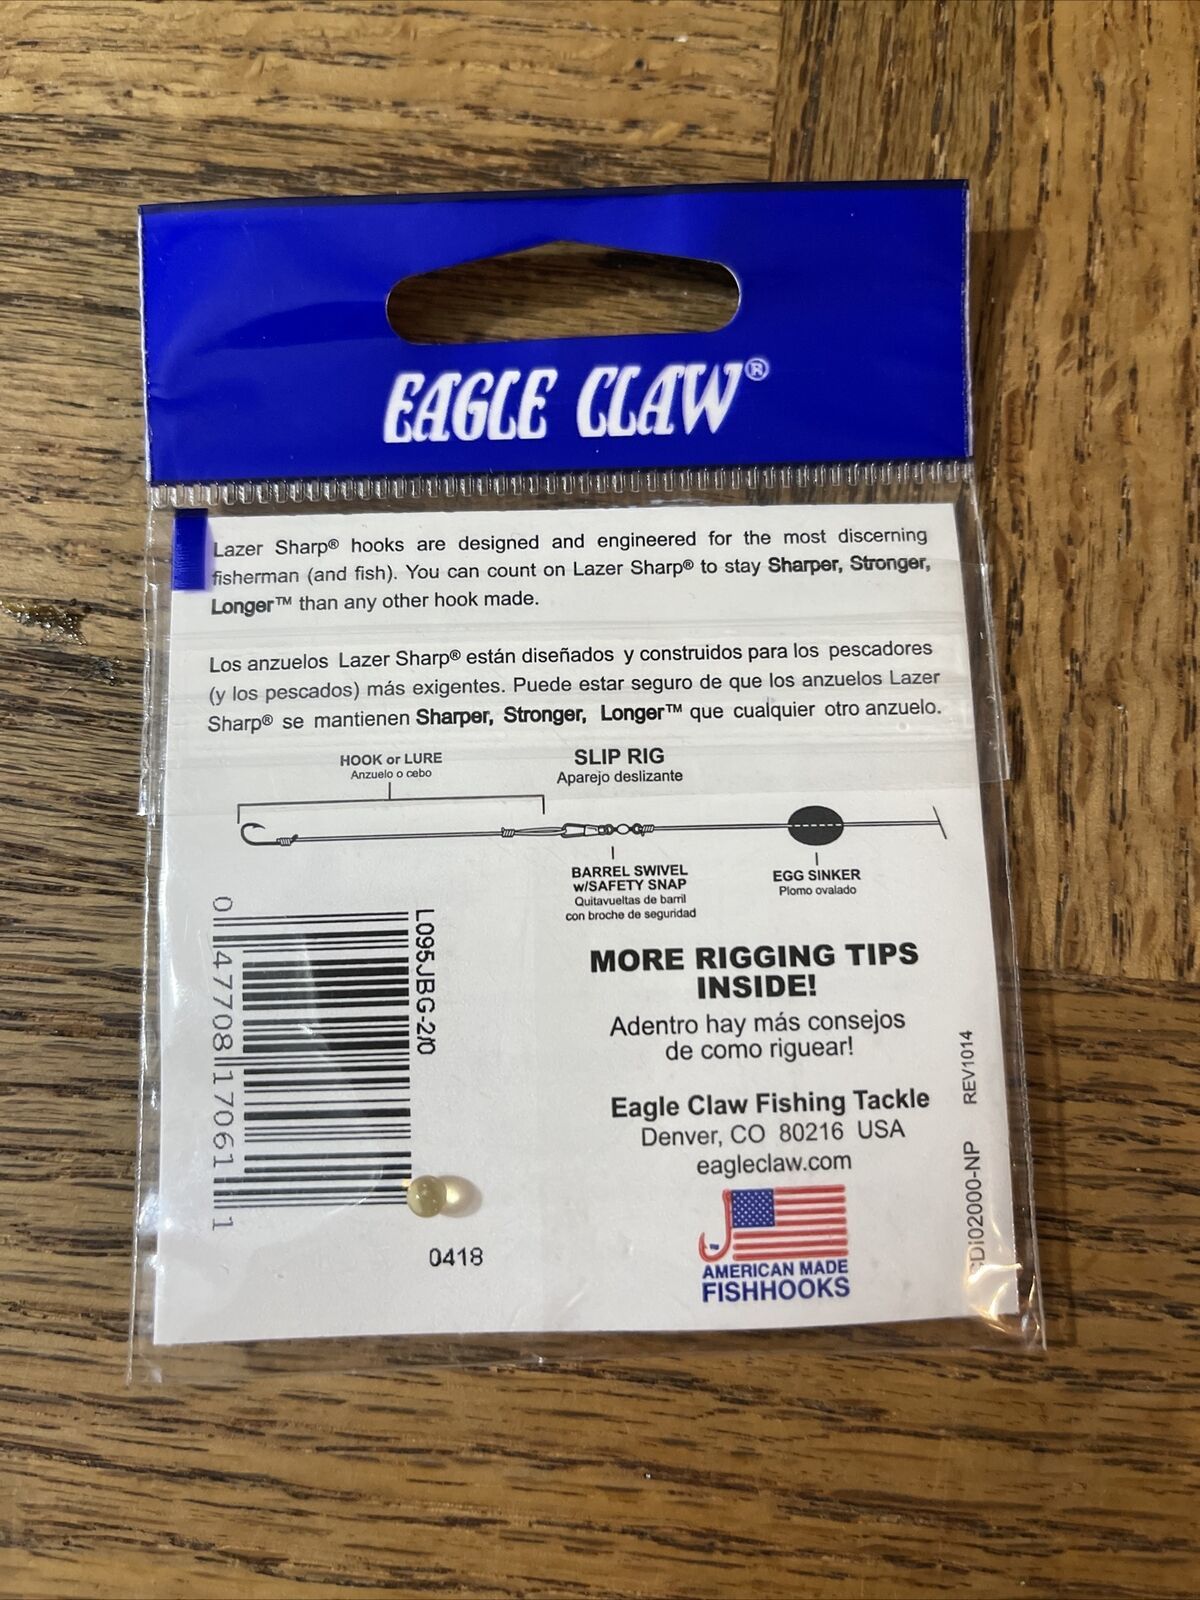 EAGLE CLAW®
Lazer Sharp® hooks are designed and engineered for the most discerning
fisherman (and fish). You can count on Lazer Sharp® to stay Sharper, Stronger,
Longer™ than any other hook made.
Los anzuelos Lazer Sharp® están diseñados y construidos para los pescadores
(y los pescados) más exigentes. Puede estar seguro de que los anzuelos Lazer
Sharp® se mantienen Sharper, Stronger, Longer™ que cualquier otro anzuelo.
HOOK or LURE
Anzuelo o cebo
SLIP RIG
Aparejo deslizante
BARREL SWIVEL
w/SAFETY SNAP
Quitavueltas de barril
con broche de seguridad
EGG SINKER
Plomo ovalado
L095JBG-2/0
0 47708 17061 1
0418
MORE RIGGING TIPS
INSIDE!
Adentro hay más consejos
de como riguear!
Eagle Claw Fishing Tackle
Denver, CO 80216 USA
eagleclaw.com
AMERICAN MADE
FISHHOOKS
REV1014